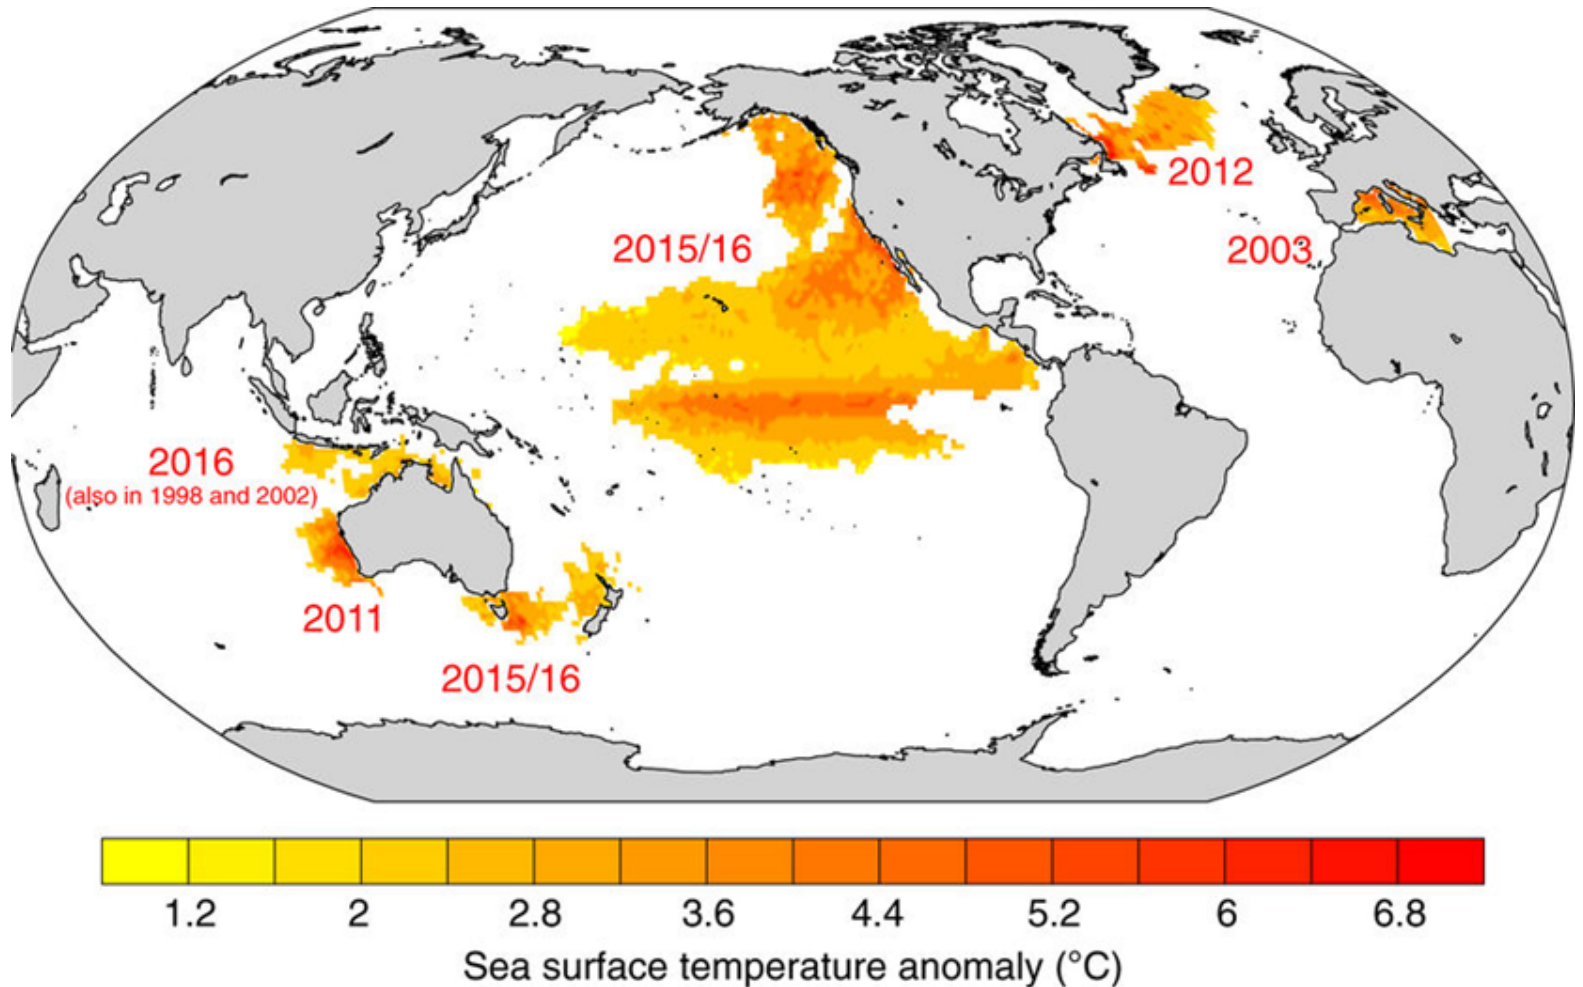 2012
2015/16
2003
2016
(also in 1998 and 2002)
2011
2015/16
1.2 2 2.8 3.6 4.4 5.2 6 6.8
Sea surface temperature anomaly (°C)